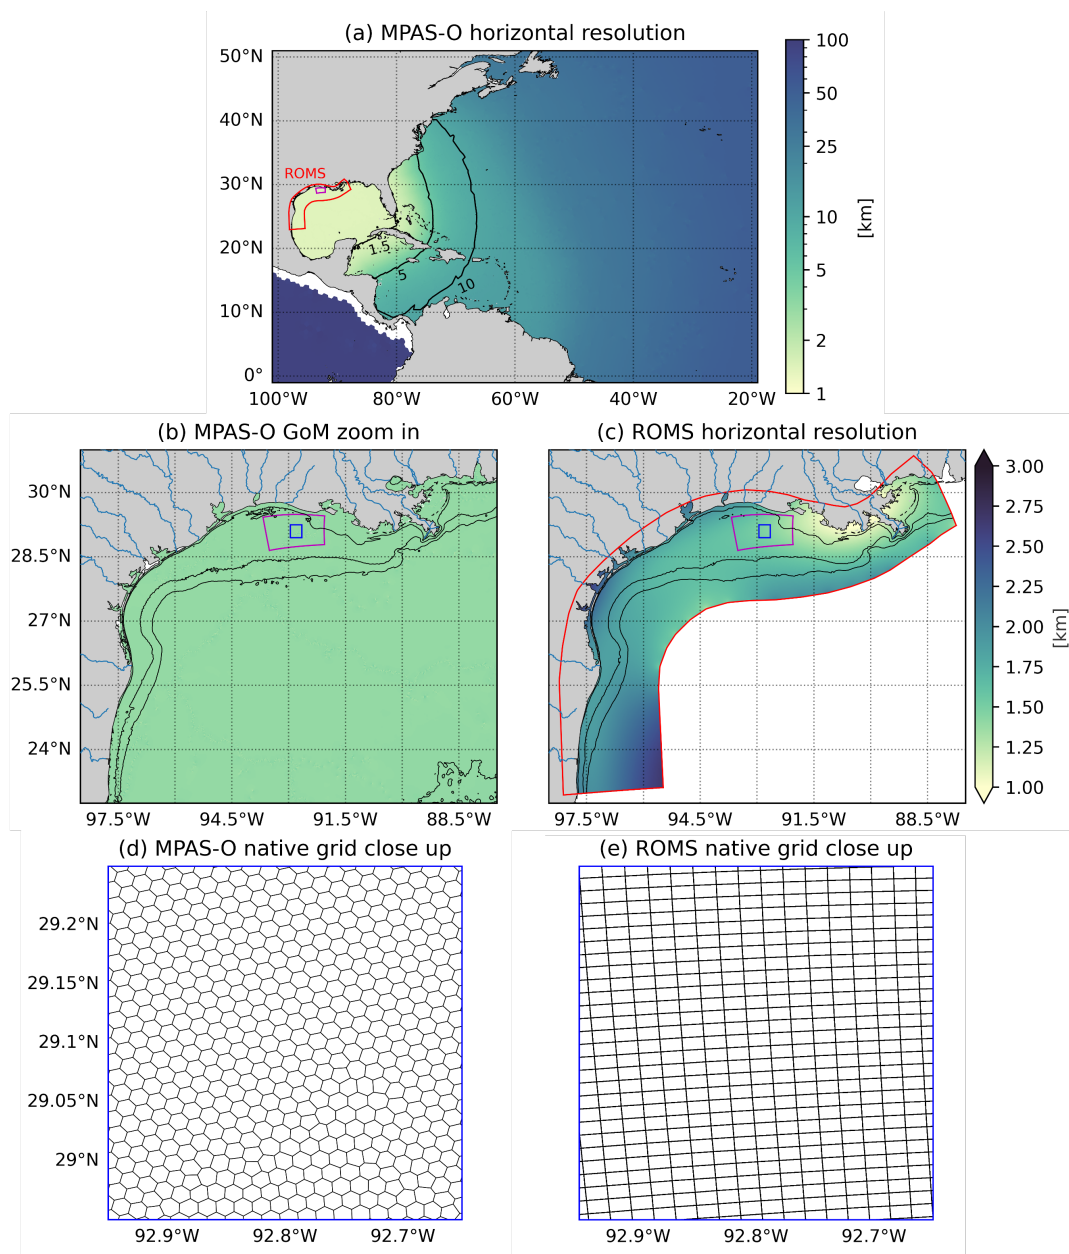 (a) MPAS-O horizontal resolution
50°N
40°N
30°N
20°N
10°N
0°
ROMS
1.5
5
10
100°W 80°W 60°W 40°W 20°W
100
50
25
10
5
2
1
[km]
(b) MPAS-O GoM zoom in
30°N
28.5°N
27°N
25.5°N
24°N
97.5°W 94.5°W 91.5°W 88.5°W
(c) ROMS horizontal resolution
97.5°W 94.5°W 91.5°W 88.5°W
3.00
2.75
2.50
2.25
2.00
1.75
1.50
1.25
1.00
[km]
(d) MPAS-O native grid close up
29.2°N
29.15°N
29.1°N
29.05°N
29°N
92.9°W 92.8°W 92.7°W
(e) ROMS native grid close up
92.9°W 92.8°W 92.7°W